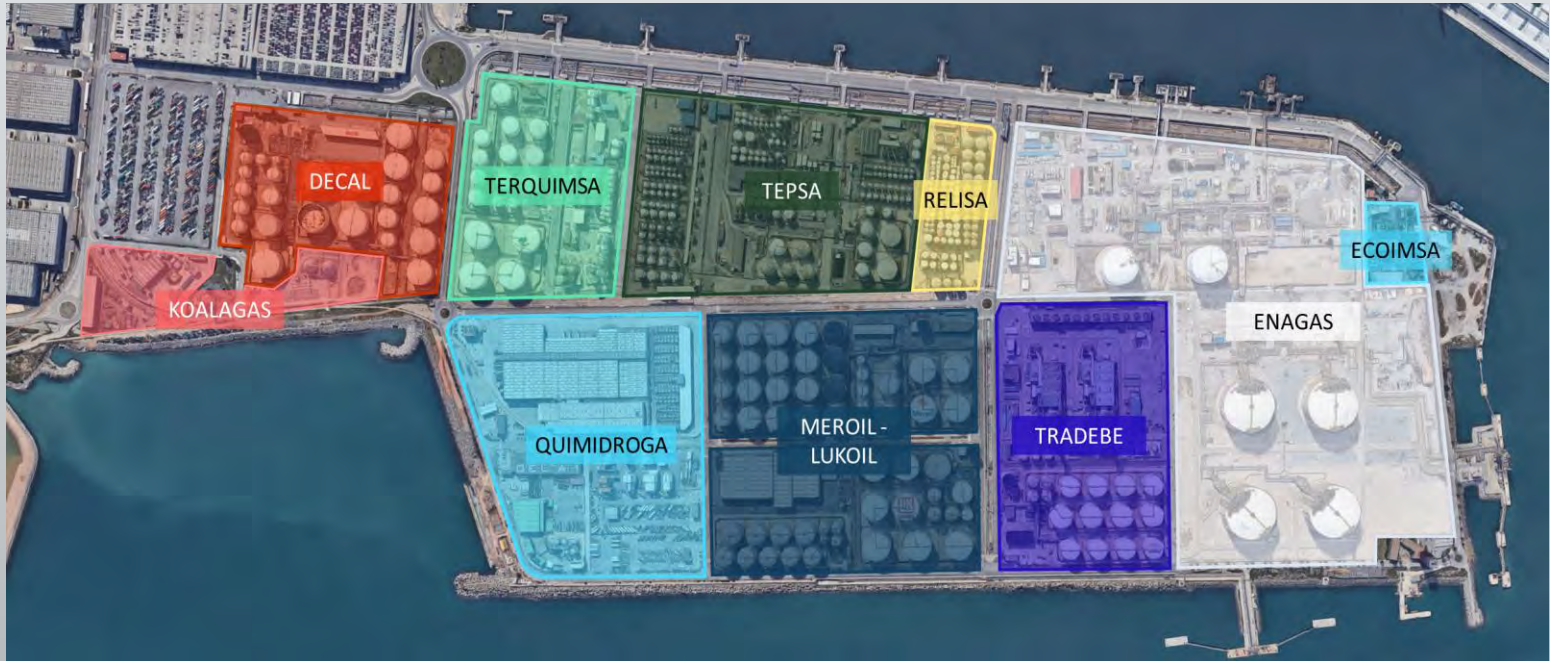 DECAL
TERQUIMSA
TEPSA
RELISA
ECOIMSA
KOALAGAS
ENAGAS
QUIMIDROGA
MEROIL -
LUKOIL
TRADEBE